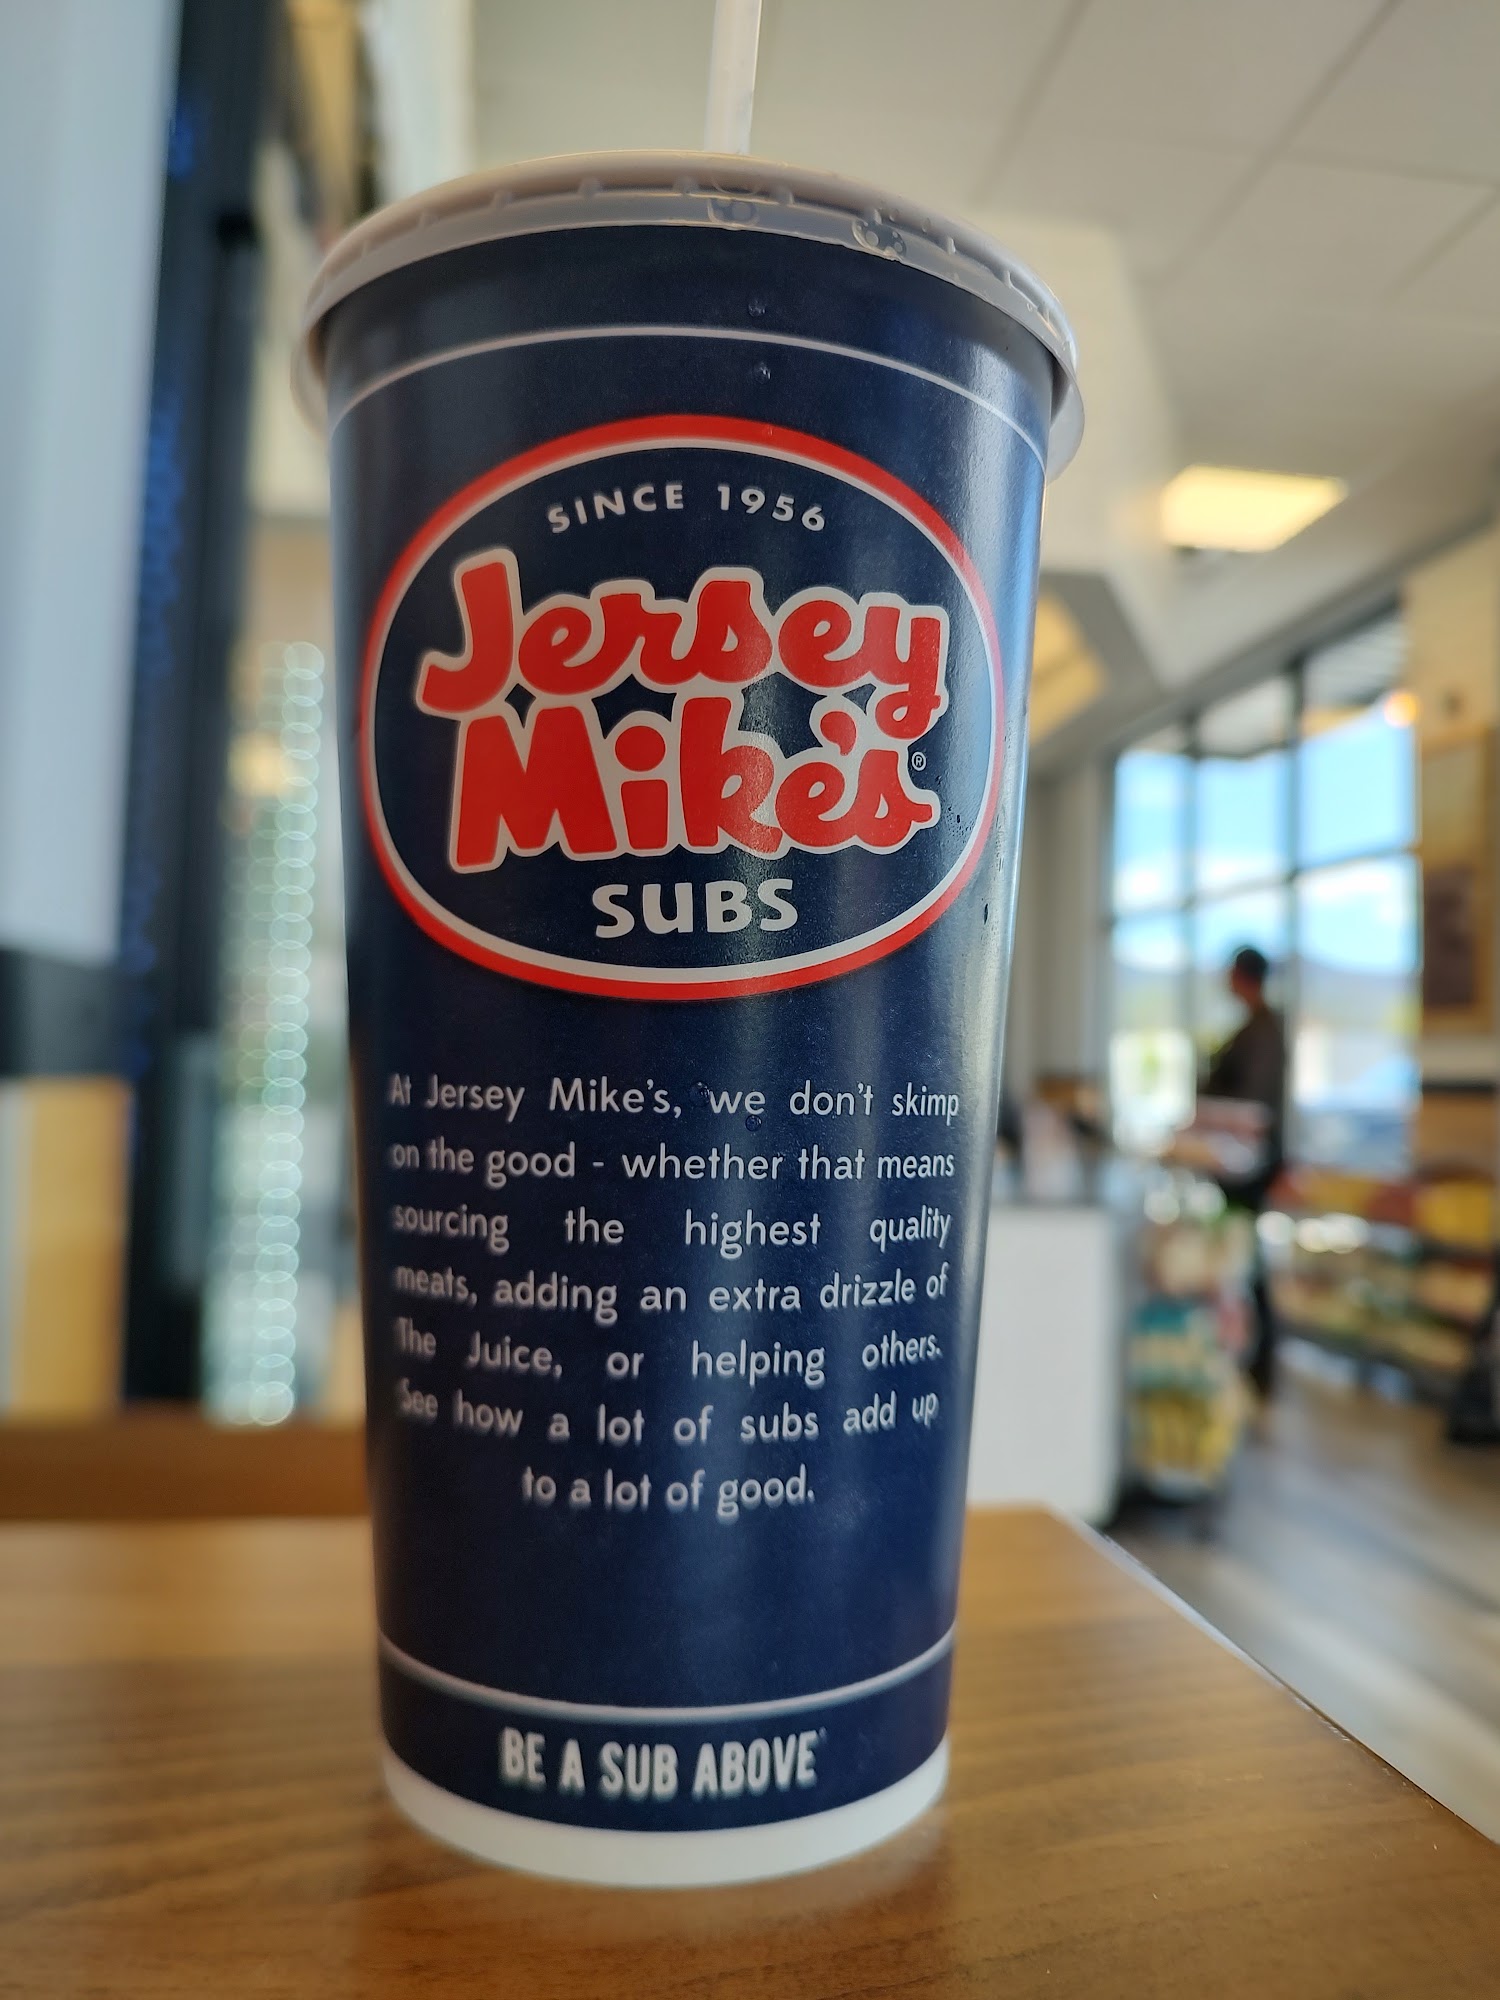 SINCE 1956
Jersey
Mike's®
SUBS
At Jersey Mike's, we don't skimp
on the good - whether that means
sourcing the highest quality
meats, adding an extra drizzle of
The Juice, or helping others.
See how a lot of subs add up
to a lot of good.
BE A SUB ABOVE